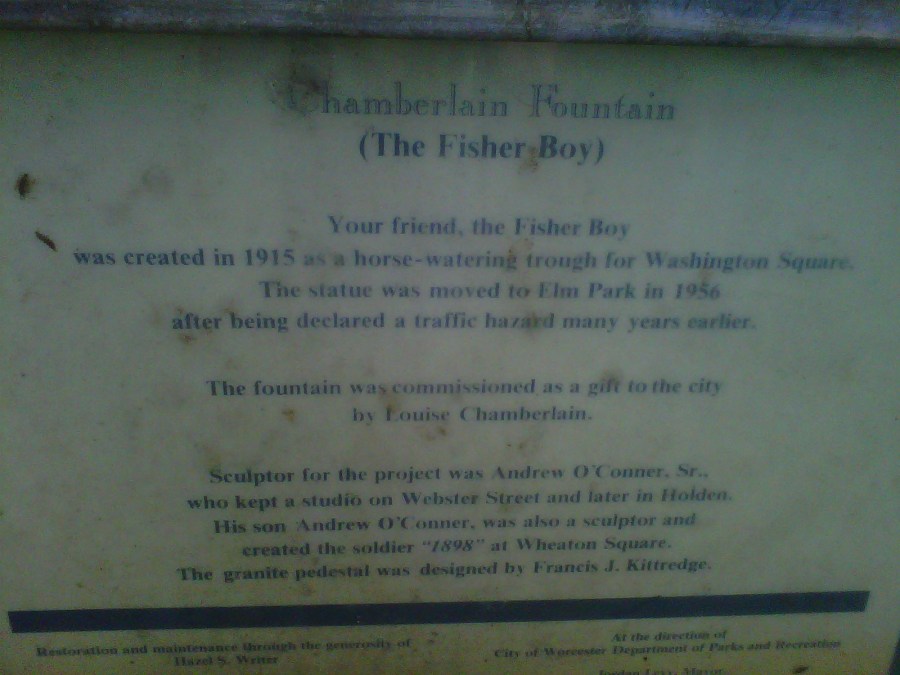 Chamberlain Fountain
(The Fisher Boy)
Your friend, the Fisher Boy
was created in 1915 as a horse-watering trough for Washington Square.
The statue was moved to Elm Park in 1956
after being declared a traffic hazard many years earlier.
The fountain was commissioned as a gift to the city
by Louise Chamberlain.
Sculptor for the project was Andrew O'Conner, Sr.,
who kept a studio on Webster Street and later in Holden.
His son Andrew O'Conner, was also a sculptor and
created the soldier "1898" at Wheaton Square.
The granite pedestal was designed by Francis J. Kittredge.
Restoration and maintenance through the generosity of
Hazel S. Writer
At the direction of
City of Worcester Department of Parks and Recreation
Jordan Levy, Mayor